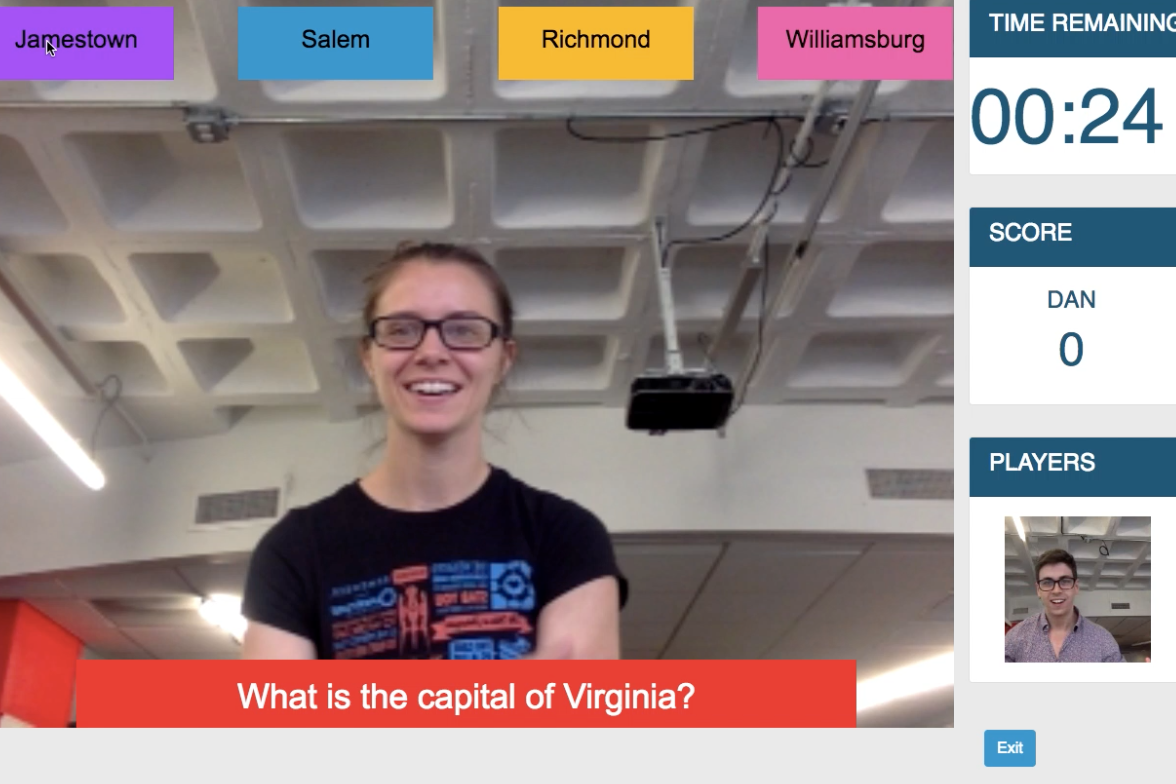 Jamestown
Salem
Richmond
Williamsburg
TIME REMAINING
00:24
SCORE
DAN
0
PLAYERS
What is the capital of Virginia?
Exit